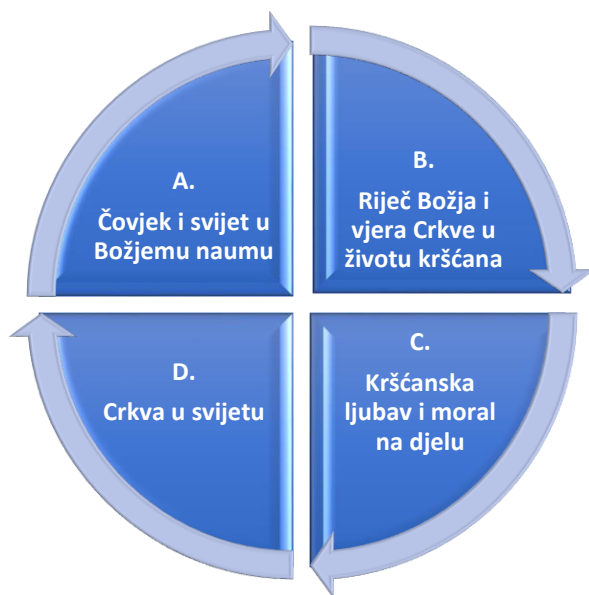 A.
Čovjek i svijet u
Božjemu naumu
B.
Riječ Božja i
vjera Crkve u
životu kršćana
C.
Kršćanska
ljubav i moral
na djelu
D.
Crkva u svijetu